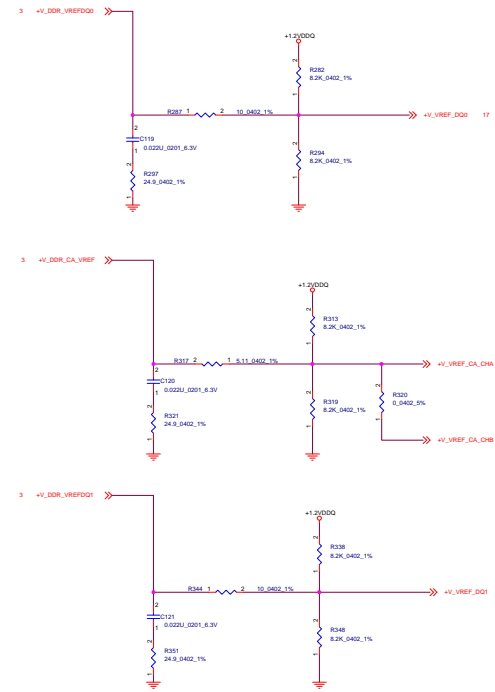 3 +V_DDR_VREFDQ0
+1.2VDDQ
2
R282
8.2K_0402_1%
1
R287 1 2 10_0402_1%
+V_VREF_DQ0 17
2
C119
0.022U_0201_6.3V
1
2
R297
24.9_0402_1%
1
2
R294
8.2K_0402_1%
1
3 +V_DDR_CA_VREF
+1.2VDDQ
2
R313
8.2K_0402_1%
1
R317 2 1 5.11_0402_1%
+V_VREF_CA_CHA
2
C120
0.022U_0201_6.3V
1
2
R321
24.9_0402_1%
1
2
R319
8.2K_0402_1%
1
2
R320
0_0402_5%
1
+V_VREF_CA_CHB
3 +V_DDR_VREFDQ1
+1.2VDDQ
2
R338
8.2K_0402_1%
1
R344 1 2 10_0402_1%
+V_VREF_DQ1
2
C121
0.022U_0201_6.3V
1
2
R351
24.9_0402_1%
1
2
R348
8.2K_0402_1%
1